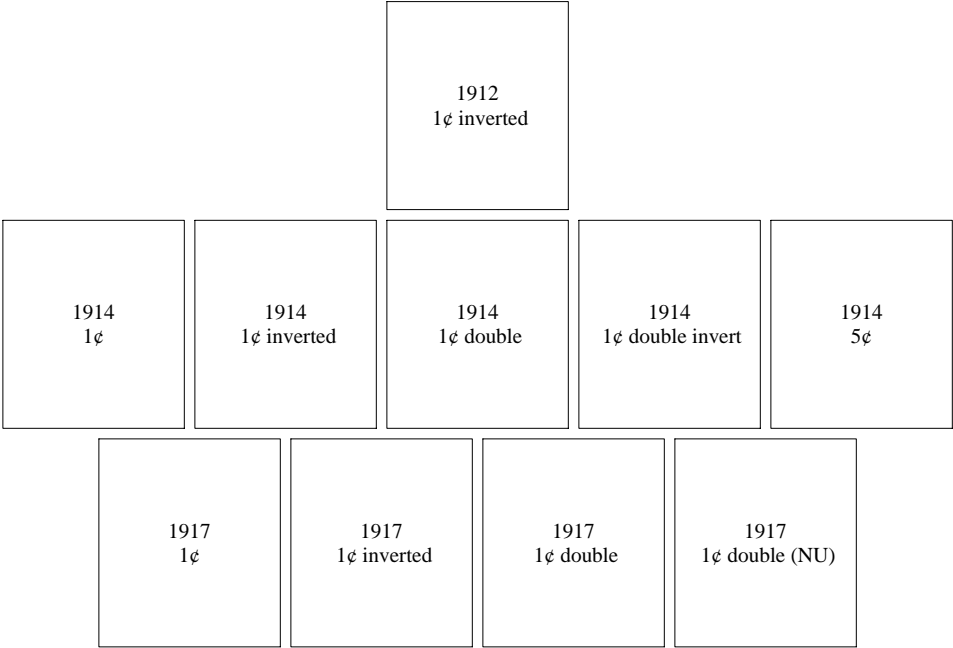 1912
1¢ inverted
1914
1¢
1914
1¢ inverted
1914
1¢ double
1914
1¢ double invert
1914
5¢
1917
1¢
1917
1¢ inverted
1917
1¢ double
1917
1¢ double (NU)